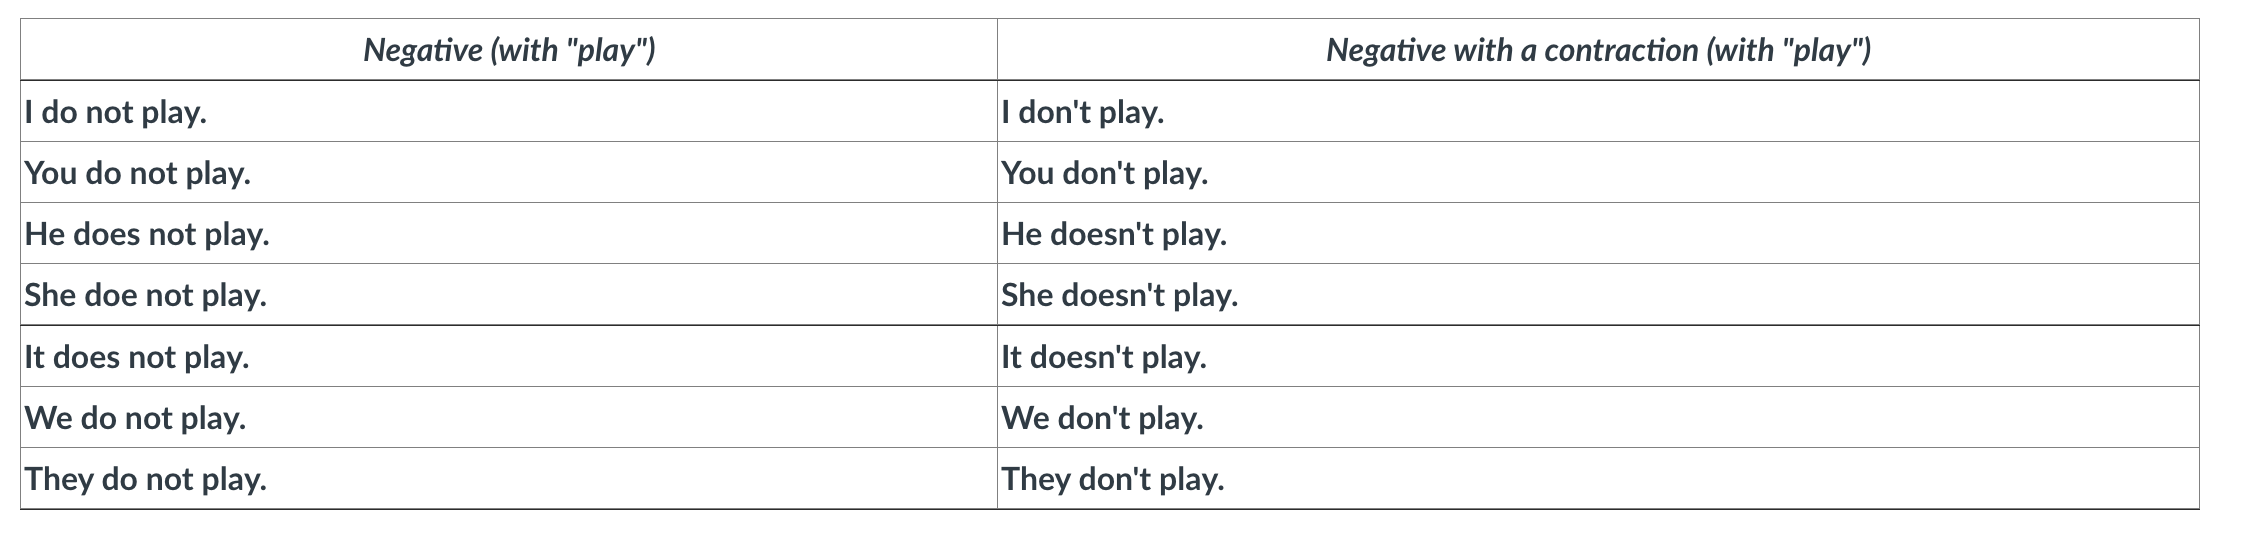 Negative (with "play") Negative with a contraction (with "play")
I do not play. I don't play.
You do not play. You don't play.
He does not play. He doesn't play.
She doe not play. She doesn't play.
It does not play. It doesn't play.
We do not play. We don't play.
They do not play. They don't play.